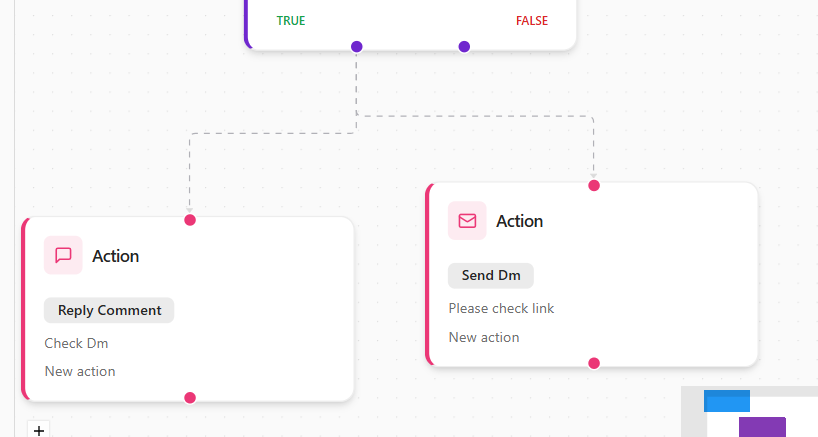 TRUE
FALSE
Action
Reply Comment
Check Dm
New action
Action
Send Dm
Please check link
New action
+